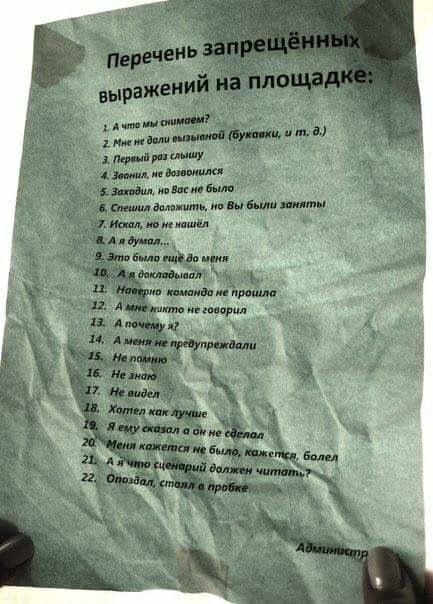 Перечень запрещённых
выражений на площадке:
1. А что мы снимаем?
2. Мне не дали вызывной (букавки, и т. д.)
3. Первый раз слышу
4. Звонил, не дозвонился
5. Заходил, но Вас не было
6. Спешил доложить, но Вы были заняты
7. Искал, но не нашёл
8. А я думал...
9. Это было ещё до меня
10. А я докладывал
11. Наверно команда не прошла
12. А мне никто не говорил
13. А почему я?
14. А меня не предупреждали
15. Не помню
16. Не знаю
17. Не видел
18. Хотел как лучше
19. Я ему сказал а он не сделал
20. Меня кажется не было, кажется, болел
21. А я что сценарий должен читать?
22. Опоздал, стоял в пробке
Админист